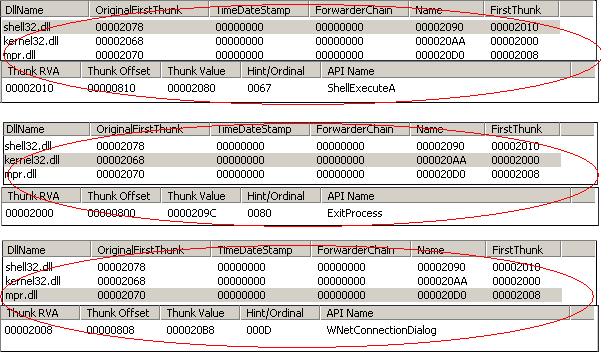 DllName OriginalFirstThunk TimeDateStamp ForwarderChain Name FirstThunk
shell32.dll 00002078 00000000 00000000 00002090 00002010
kernel32.dll 00002068 00000000 00000000 000020AA 00002000
mpr.dll 00002070 00000000 00000000 000020D0 00002008
Thunk RVA Thunk Offset Thunk Value Hint/Ordinal API Name
00002010 00000810 00002080 0067 ShellExecuteA
DllName OriginalFirstThunk TimeDateStamp ForwarderChain Name FirstThunk
shell32.dll 00002078 00000000 00000000 00002090 00002010
kernel32.dll 00002068 00000000 00000000 000020AA 00002000
mpr.dll 00002070 00000000 00000000 000020D0 00002008
Thunk RVA Thunk Offset Thunk Value Hint/Ordinal API Name
00002000 00000800 0000209C 0080 ExitProcess
DllName OriginalFirstThunk TimeDateStamp ForwarderChain Name FirstThunk
shell32.dll 00002078 00000000 00000000 00002090 00002010
kernel32.dll 00002068 00000000 00000000 000020AA 00002000
mpr.dll 00002070 00000000 00000000 000020D0 00002008
Thunk RVA Thunk Offset Thunk Value Hint/Ordinal API Name
00002008 00000808 000020B8 000D WNetConnectionDialog